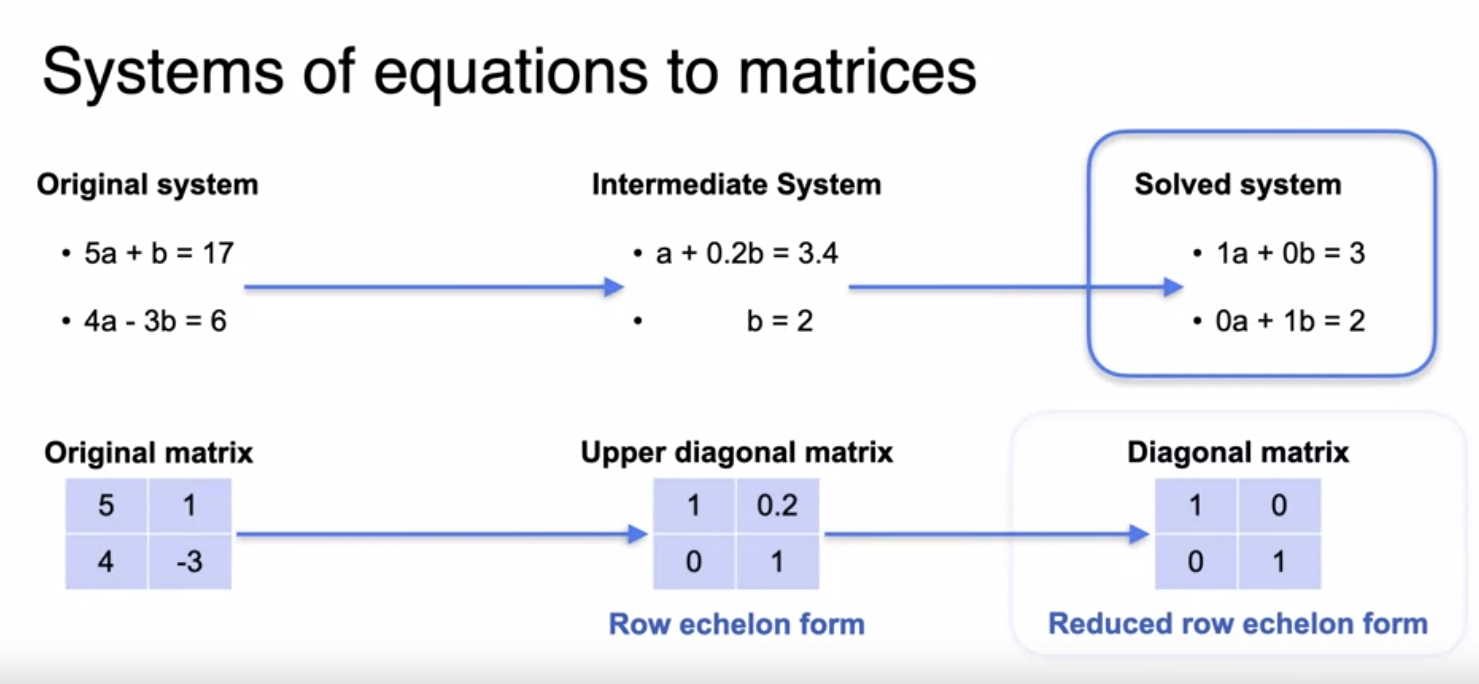 Systems of equations to matrices
Original system
• 5a + b = 17
• 4a - 3b = 6
Intermediate System
• a + 0.2b = 3.4
• b = 2
Solved system
• 1a + 0b = 3
• 0a + 1b = 2
Original matrix
5 1
4 -3
Upper diagonal matrix
1 0.2
0 1
Row echelon form
Diagonal matrix
1 0
0 1
Reduced row echelon form